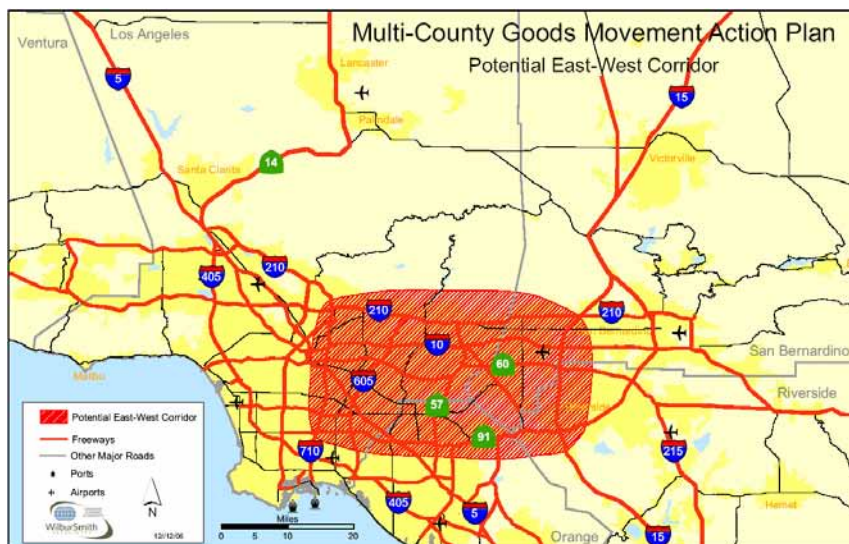 Multi-County Goods Movement Action Plan
Potential East-West Corridor
Ventura
Los Angeles
5
Lancaster
Palmdale
15
14
Santa Clarita
Victorville
405
210
210
10
210
San Bernardino
60
605
57
Riverside
Malibu
91
710
215
405
5
Hemet
Orange
15
Potential East-West Corridor
Freeways
Other Major Roads
Ports
Airports
N
WilburSmith
12/12/06
Miles
0
5
10
20